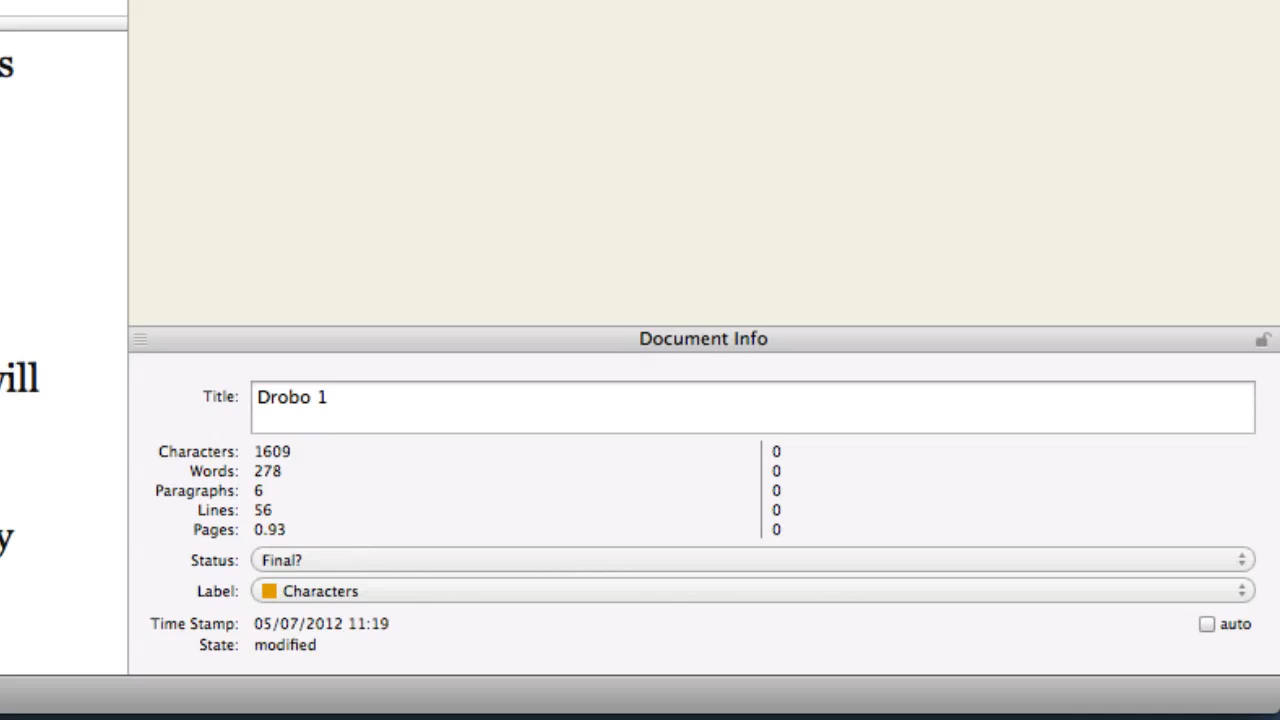 s
will
y
Document Info
Title: Drobo 1
Characters: 1609 0
Words: 278 0
Paragraphs: 6 0
Lines: 56 0
Pages: 0.93 0
Status: Final?
Label: Characters
Time Stamp: 05/07/2012 11:19 auto
State: modified